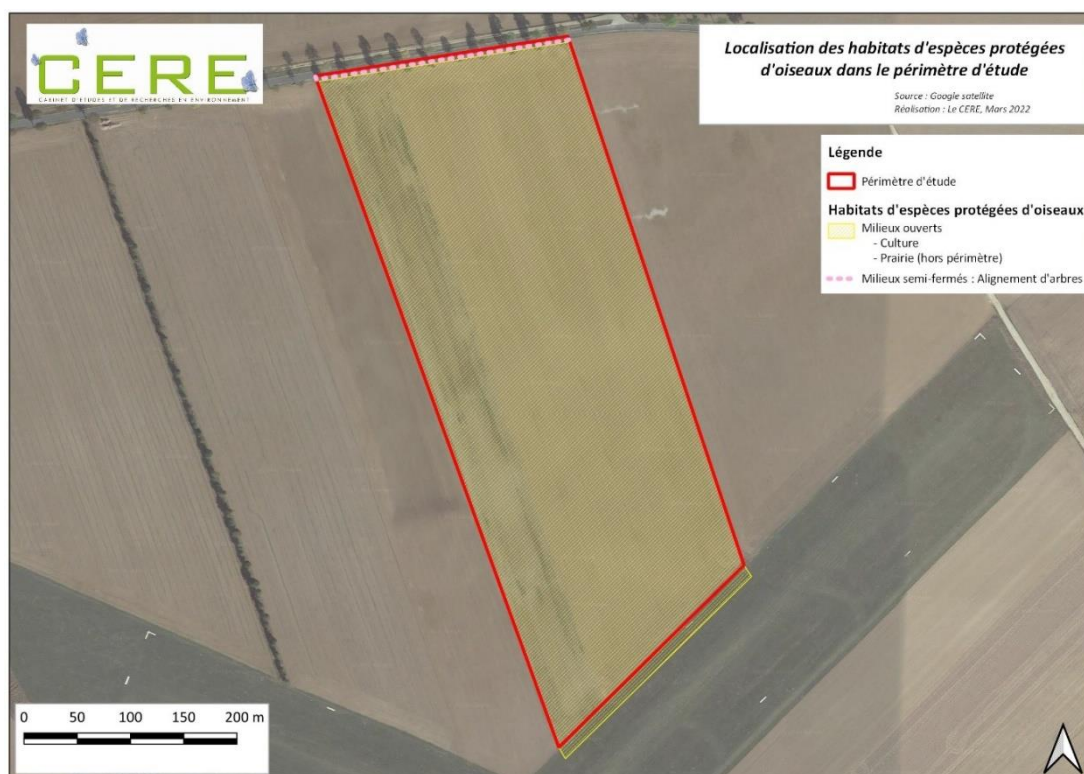 CERE
CABINET D'ÉTUDES ET DE RECHERCHES EN ENVIRONNEMENT
Localisation des habitats d'espèces protégées
d'oiseaux dans le périmètre d'étude
Source : Google satellite
Réalisation : Le CERE, Mars 2022
Légende
Périmètre d'étude
Habitats d'espèces protégées d'oiseaux
Milieux ouverts
- Culture
- Prairie (hors périmètre)
Milieux semi-fermés : Alignement d'arbres
0 50 100 150 200 m